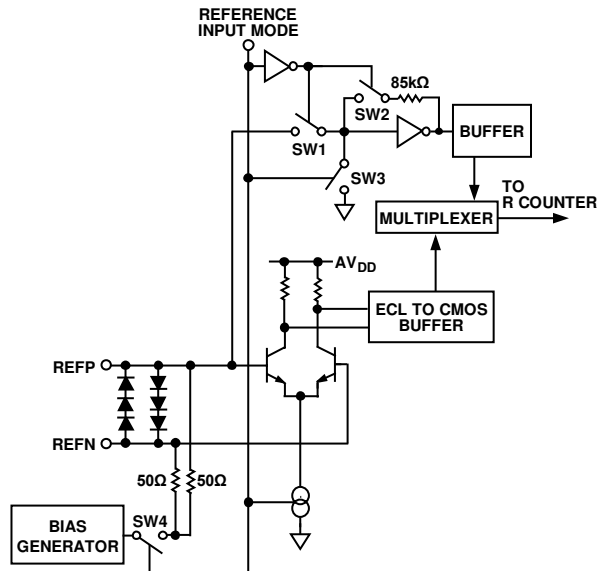 REFERENCE
INPUT MODE
85kΩ
SW2
BUFFER
SW1
SW3
TO
R COUNTER
MULTIPLEXER
AVDD
ECL TO CMOS
BUFFER
REFP
REFN
50Ω
50Ω
BIAS
GENERATOR
SW4